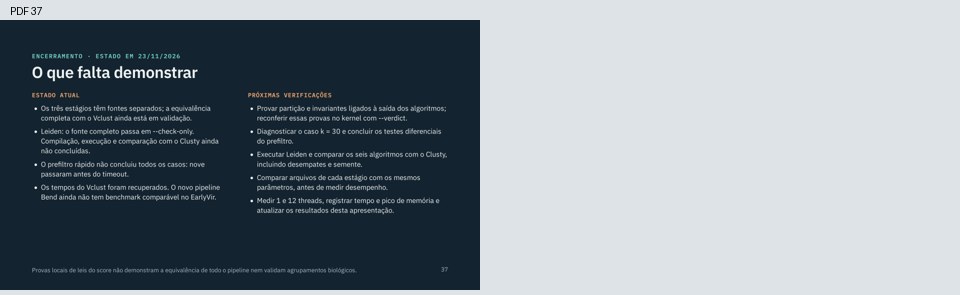 PDF 37
ENCERRAMENTO · ESTADO EM 23/11/2026
O que falta demonstrar
ESTADO ATUAL
• Os três estágios têm fontes separados; a equivalência
completa com o Vclust ainda está em validação.
• Leiden: o fonte completo passa em --check-only.
Compilação, execução e comparação com o Clusty ainda
não concluídas.
• O prefiltro rápido não concluiu todos os casos: nove
passaram antes do timeout.
• Os tempos do Vclust foram recuperados. O novo pipeline
Bend ainda não tem benchmark comparável no EarlyVir.
PRÓXIMAS VERIFICAÇÕES
• Provar partição e invariantes ligados à saída dos algoritmos;
reconferir essas provas no kernel com --verdict.
• Diagnosticar o caso k = 30 e concluir os testes diferenciais
do prefiltro.
• Executar Leiden e comparar os seis algoritmos com o Clusty,
incluindo desempates e semente.
• Comparar arquivos de cada estágio com os mesmos
parâmetros, antes de medir desempenho.
• Medir 1 e 12 threads, registrar tempo e pico de memória e
atualizar os resultados desta apresentação.
Provas locais de leis do score não demonstram a equivalência de todo o pipeline nem validam agrupamentos biológicos.
37